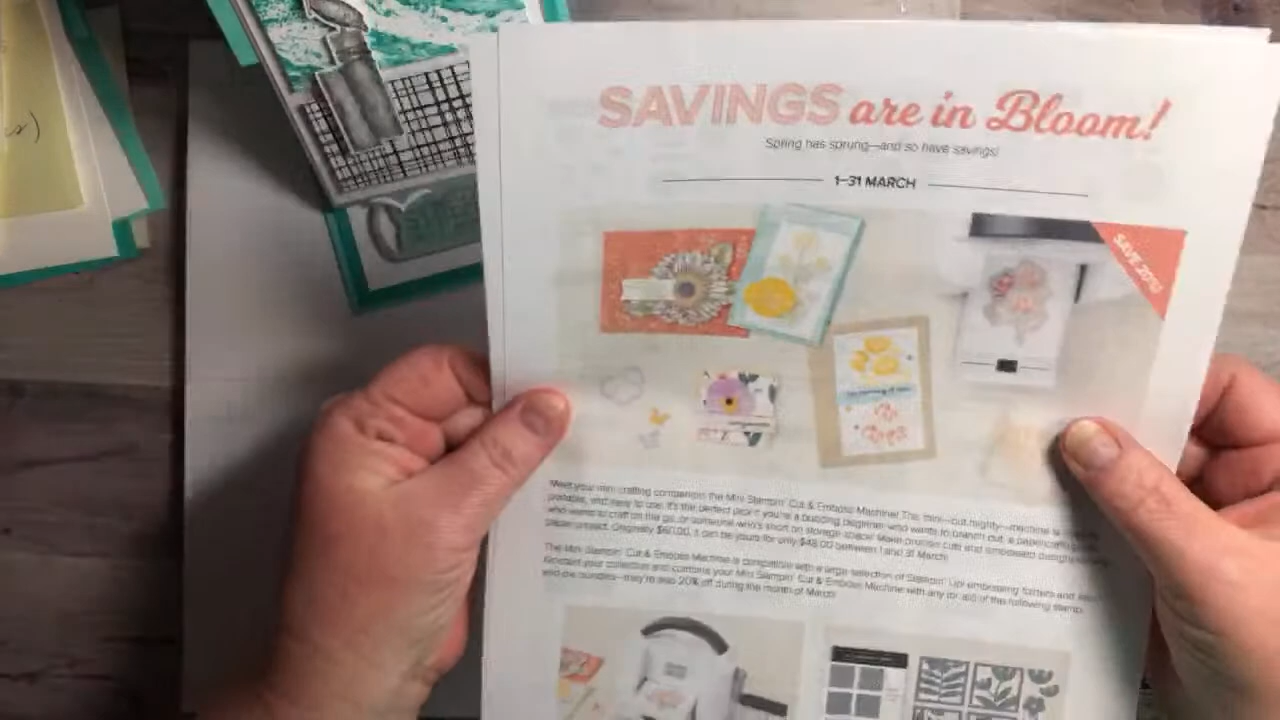 SAVINGS are in Bloom!
Spring has sprung—and so have savings!
1–31 MARCH
SAVE 20%
Meet your mini crafting companion: the Mini Stampin' Cut & Emboss Machine! This mini—but mighty—machine is
portable, and easy to use. It's the perfect pick if you're a budding beginner who wants to branch out, a papercrafting
who wants to craft on the go, or someone who's short on storage space! Make precise cuts and embossed designs
project. Originally $60.00, it can be yours for only $48.00 between 1 and 31 March.
The Mini Stampin' Cut & Emboss Machine is compatible with a large selection of Stampin' Up! embossing folders and
your collection and combine your Mini Stampin' Cut & Emboss Machine with any (or all) of the following stamp
and die bundles—they're also 20% off during the month of March!